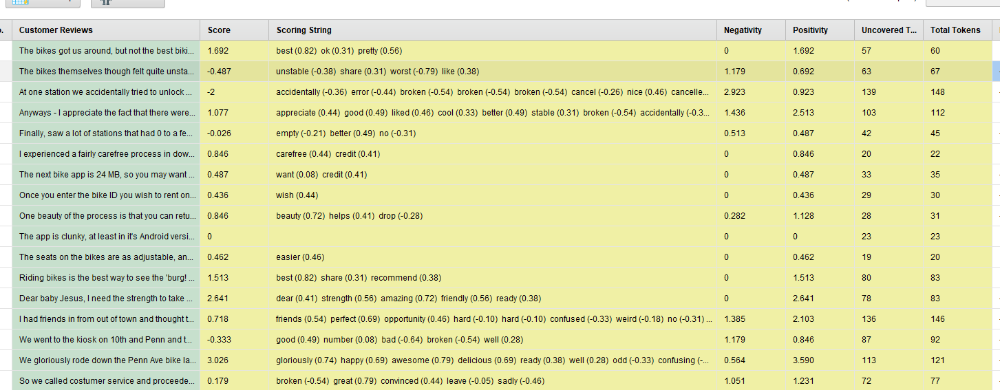 Customer Reviews Score Scoring String Negativity Positivity Uncovered T... Total Tokens
The bikes got us around, but not the best biki... 1.692 best (0.82) ok (0.31) pretty (0.56) 0 1.692 57 60
The bikes themselves though felt quite unsta... -0.487 unstable (-0.38) share (0.31) worst (-0.79) like (0.38) 1.179 0.692 63 67
At one station we accidentally tried to unlock ... -2 accidentally (-0.36) error (-0.44) broken (-0.54) broken (-0.54) broken (-0.54) cancel (-0.26) nice (0.46) cancelle... 2.923 0.923 139 148
Anyways - I appreciate the fact that there were... 1.077 appreciate (0.44) good (0.49) liked (0.46) cool (0.33) better (0.49) stable (0.31) broken (-0.54) accidentally (-0.3... 1.436 2.513 103 112
Finally, saw a lot of stations that had 0 to a fe... -0.026 empty (-0.21) better (0.49) no (-0.31) 0.513 0.487 42 45
I experienced a fairly carefree process in dow... 0.846 carefree (0.44) credit (0.41) 0 0.846 20 22
The next bike app is 24 MB, so you may want ... 0.487 want (0.08) credit (0.41) 0 0.487 33 35
Once you enter the bike ID you wish to rent on... 0.436 wish (0.44) 0 0.436 29 30
One beauty of the process is that you can retu... 0.846 beauty (0.72) helps (0.41) drop (-0.28) 0.282 1.128 28 31
The app is clunky, at least in it's Android versi... 0 0 0 23 23
The seats on the bikes are as adjustable, an... 0.462 easier (0.46) 0 0.462 19 20
Riding bikes is the best way to see the 'burg! ... 1.513 best (0.82) share (0.31) recommend (0.38) 0 1.513 80 83
Dear baby Jesus, I need the strength to take ... 2.641 dear (0.41) strength (0.56) amazing (0.72) friendly (0.56) ready (0.38) 0 2.641 78 83
I had friends in from out of town and thought t... 0.718 friends (0.54) perfect (0.69) opportunity (0.46) hard (-0.10) hard (-0.10) confused (-0.33) weird (-0.18) no (-0.31) ... 1.385 2.103 136 146
We went to the kiosk on 10th and Penn and t... -0.333 good (0.49) number (0.08) bad (-0.64) broken (-0.54) well (0.28) 1.179 0.846 87 92
We gloriously rode down the Penn Ave bike la... 3.026 gloriously (0.74) happy (0.69) awesome (0.79) delicious (0.69) ready (0.38) well (0.28) odd (-0.33) confusing (-... 0.564 3.590 113 121
So we called costumer service and proceede... 0.179 broken (-0.54) great (0.79) convinced (0.44) leave (-0.05) sadly (-0.46) 1.051 1.231 72 77